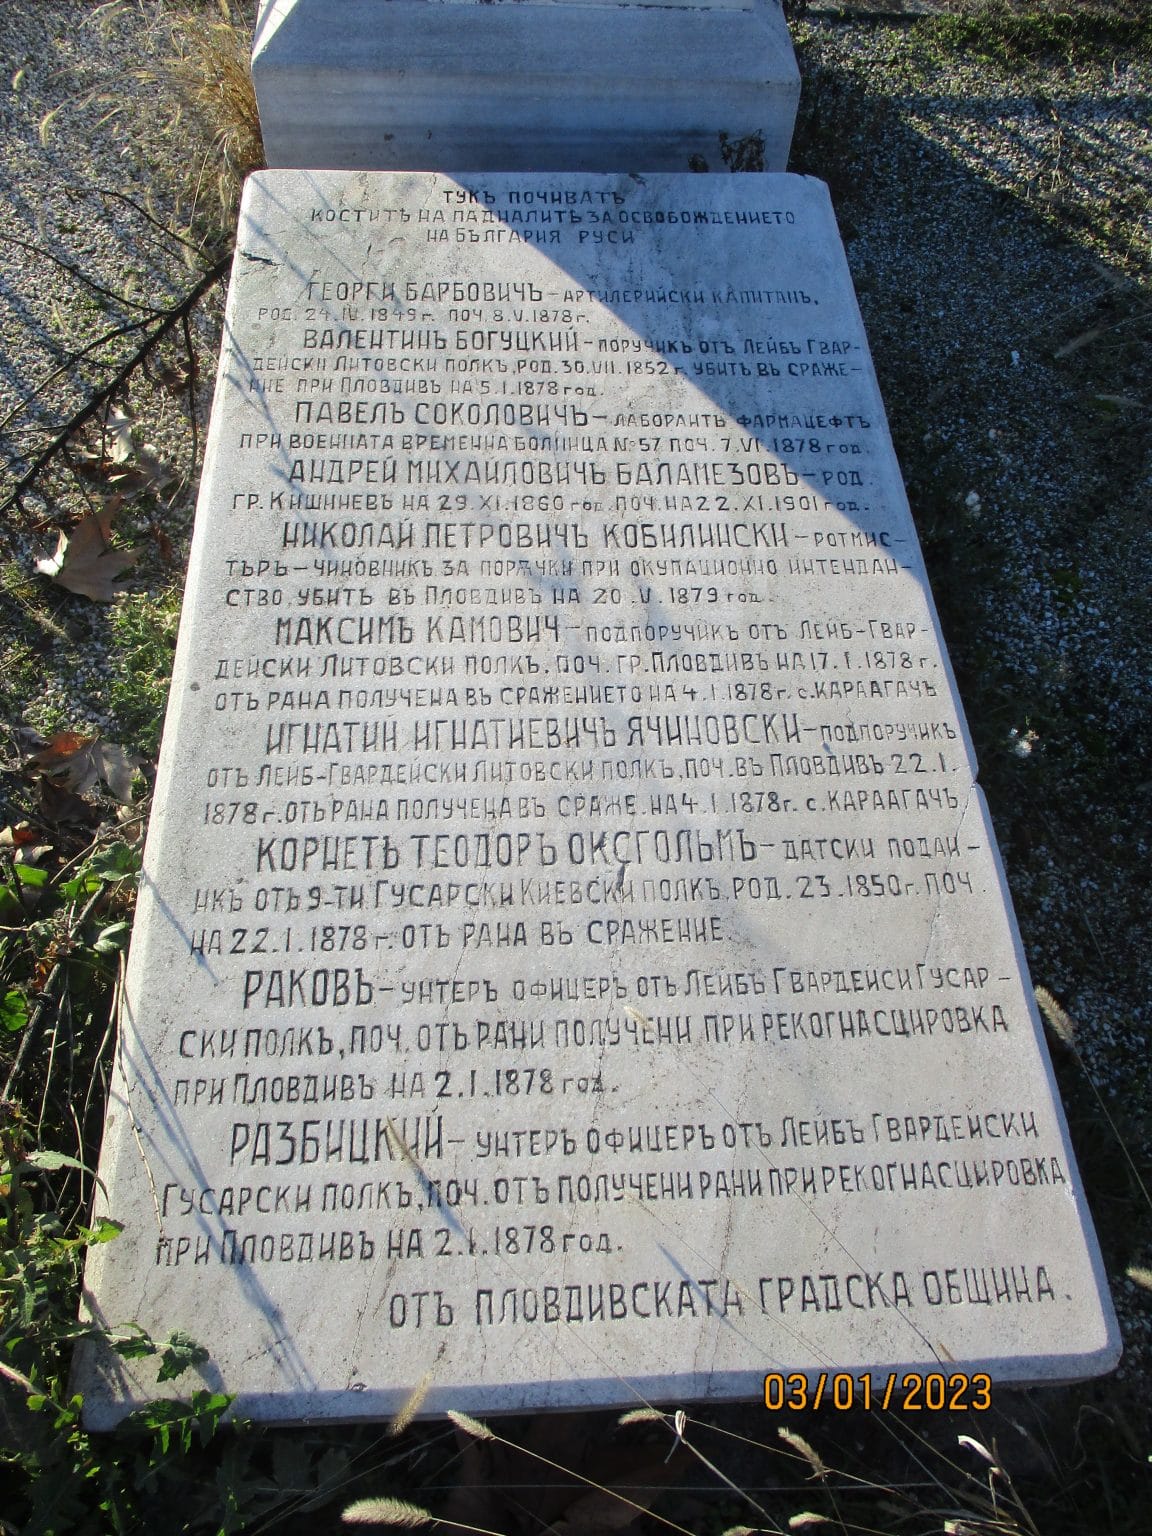 ТУКЪ ПОЧИВАТЪ
КОСТИТѢ НА ПАДНАЛИТѢ ЗА ОСВОБОЖДЕНИЕТО
НА БЪЛГАРИЯ РУСИ
ГЕОРГИ БАРБОВИЧЪ – АРТИЛЕРИЙСКИ КАПИТАНЪ,
РОД. 24.IV.1849 г. ПОЧ. 8.V.1878 г.
ВАЛЕНТИНЪ БОГУЦКИЙ – ПОРУЧИКЪ ОТЪ ЛЕЙБЪ ГВАР-
ДЕЙСКИ ЛИТОВСКИ ПОЛКЪ, РОД. 30.VII.1852 г. УБИТЪ ВЪ СРАЖЕ-
НИЕ ПРИ ПЛОВДИВЪ НА 5.I.1878 год.
ПАВЕЛЪ СОКОЛОВИЧЪ – ЛАБОРАНТЪ ФАРМАЦЕФТЪ
ПРИ ВОЕННАТА ВРЕМЕННА БОЛНИЦА № 57 ПОЧ. 7.VI.1878 год.
АНДРЕЙ МИХАЙЛОВИЧЪ БАЛАМЕЗОВЪ – РОД.
ГР. КИШИНЕВЪ НА 29.XI.1860 год. ПОЧ. НА 22.XI.1901 год.
НИКОЛАЙ ПЕТРОВИЧЪ КОБИЛИНСКИ – РОТМИС-
ТЪРЪ – ЧИНОВНИКЪ ЗА ПОРѪЧКИ ПРИ ОКУПАЦИОННО ИНТЕНДАН-
СТВО, УБИТЪ ВЪ ПЛОВДИВЪ НА 20.V.1879 год.
МАКСИМЪ КАМОВИЧ – ПОДПОРУЧИКЪ ОТЪ ЛЕЙБ-ГВАР-
ДЕЙСКИ ЛИТОВСКИ ПОЛКЪ, ПОЧ. ГР. ПЛОВДИВЪ НА 17.I.1878 г.
ОТЪ РАНА ПОЛУЧЕНА ВЪ СРАЖЕНИЕТО НА 4.I.1878 г. с. КАРААГАЧЪ
ИГНАТИЙ ИГНАТИЕВИЧЪ ЯЧИНОВСКИ – ПОДПОРУЧИКЪ
ОТЪ ЛЕЙБ-ГВАРДЕЙСКИ ЛИТОВСКИ ПОЛКЪ, ПОЧ. ВЪ ПЛОВДИВЪ 22.I.
1878 г. ОТЪ РАНА ПОЛУЧЕНА ВЪ СРАЖЕ. НА 4.I.1878 г. с. КАРААГАЧЪ
КОРНЕТЪ ТЕОДОРЪ ОКСГОЛЬМЪ – ДАТСКИ ПОДАН-
ИКЪ ОТЪ 9-ТИ ГУСАРСКИ КИЕВСКИ ПОЛКЪ, РОД. 23.1850 г. ПОЧ.
НА 22.I.1878 г. ОТЪ РАНА ВЪ СРАЖЕНИЕ.
РАКОВЪ – УНТЕРЪ ОФИЦЕРЪ ОТЪ ЛЕЙБЪ ГВАРДЕЙСИ ГУСАР-
СКИ ПОЛКЪ, ПОЧ. ОТЪ РАНИ ПОЛУЧЕНИ ПРИ РЕКОГНАСЦИРОВКА
ПРИ ПЛОВДИВЪ НА 2.I.1878 год.
РАЗБИЦКИЙ – УНТЕРЪ ОФИЦЕРЪ ОТЪ ЛЕЙБЪ ГВАРДЕЙСКИ
ГУСАРСКИ ПОЛКЪ, ПОЧ. ОТЪ ПОЛУЧЕНИ РАНИ ПРИ РЕКОГНАСЦИРОВКА
ПРИ ПЛОВДИВЪ НА 2.I.1878 год.
ОТЪ ПЛОВДИВСКАТА ГРАДСКА ОБЩИНА.
03/01/2023